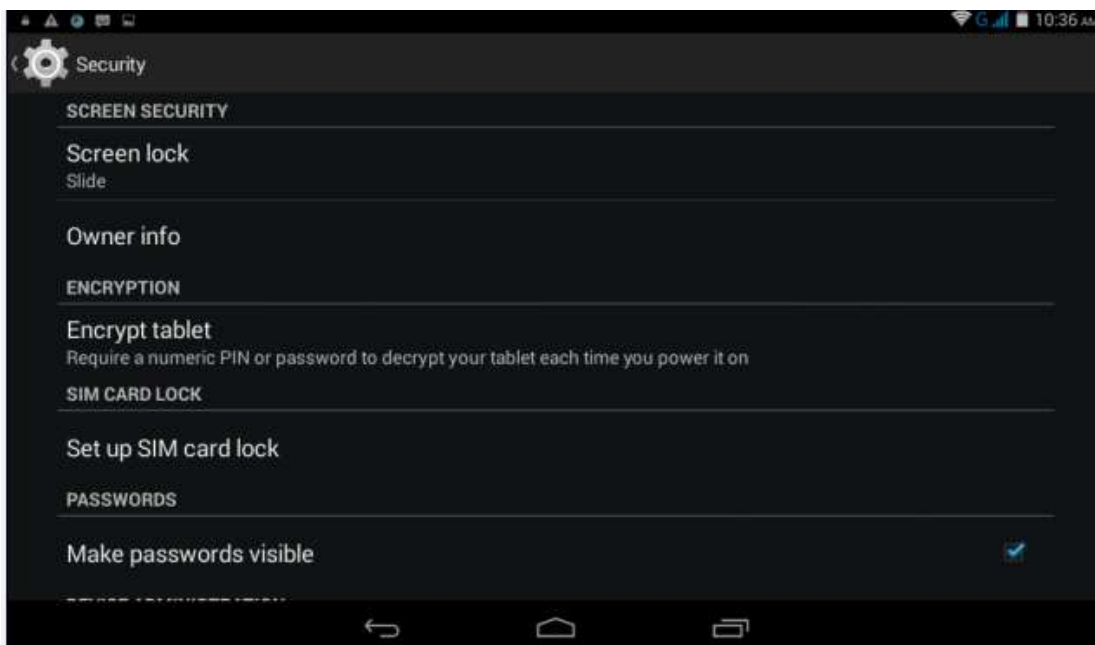 G 10:36 AM
Security
SCREEN SECURITY
Screen lock
Slide
Owner info
ENCRYPTION
Encrypt tablet
Require a numeric PIN or password to decrypt your tablet each time you power it on
SIM CARD LOCK
Set up SIM card lock
PASSWORDS
Make passwords visible